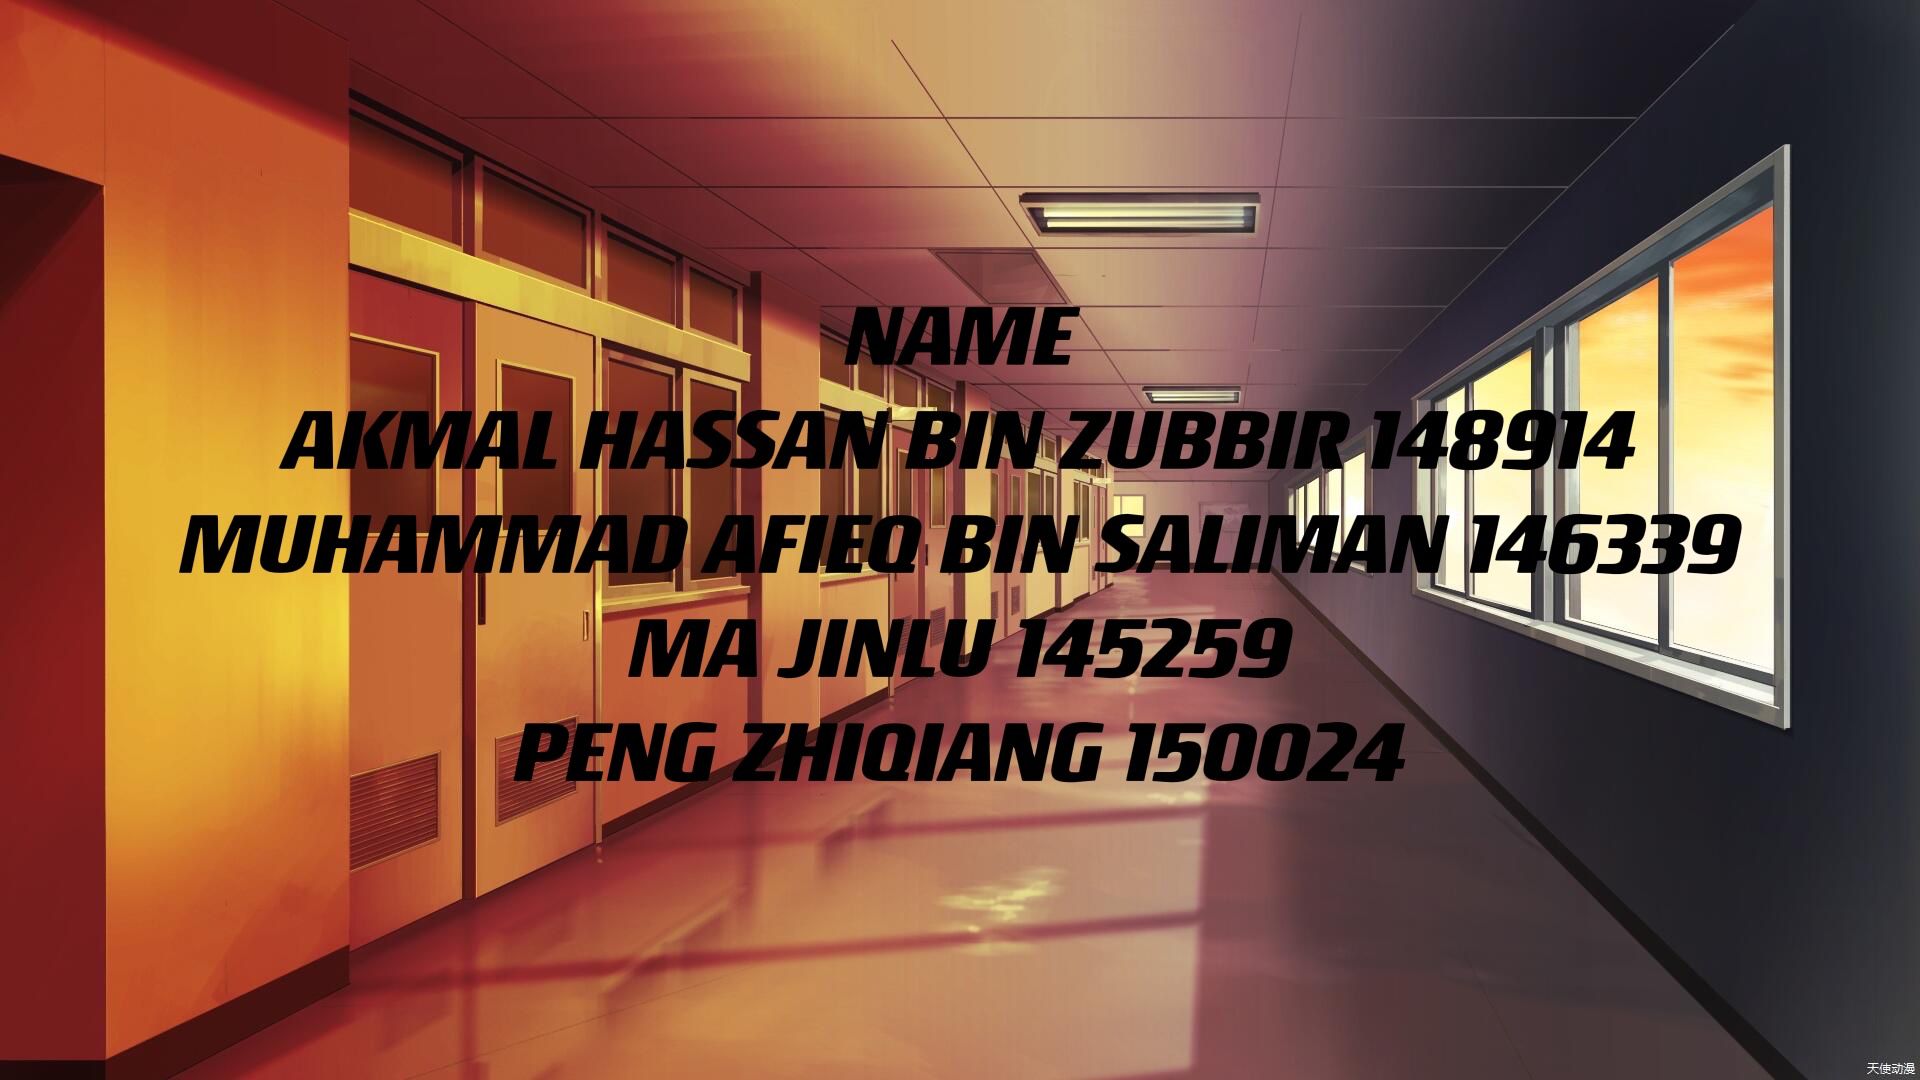 NAME
AKMAL HASSAN BIN ZUBBIR 148914
MUHAMMAD AFIEQ BIN SALIMAN 146339
MA JINLU 145259
PENG ZHIQIANG 150024
天使动漫